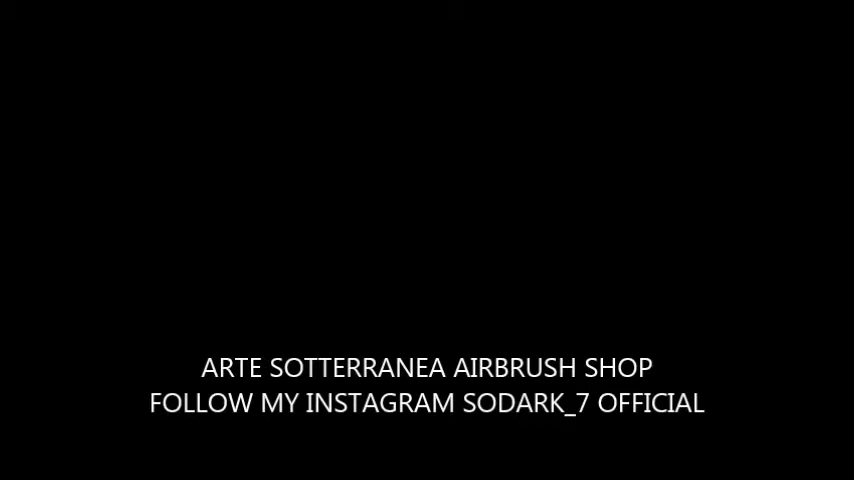 ARTE SOTTERRANEA AIRBRUSH SHOP
FOLLOW MY INSTAGRAM SODARK_7 OFFICIAL